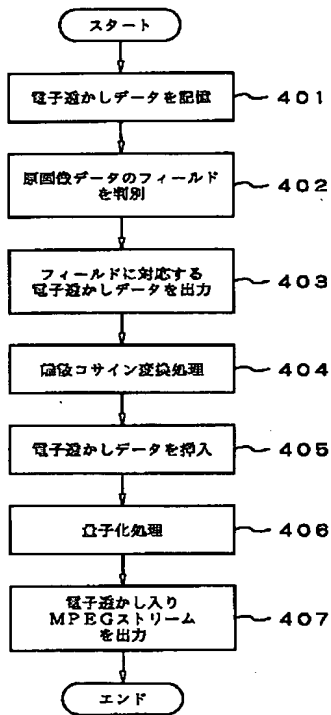 スタート
電子透かしデータを記憶
401
原画像データのフィールド
を判別
402
フィールドに対応する
電子透かしデータを出力
403
離散コサイン変換処理
404
電子透かしデータを挿入
405
量子化処理
406
電子透かし入り
MPEGストリーム
を出力
407
エンド